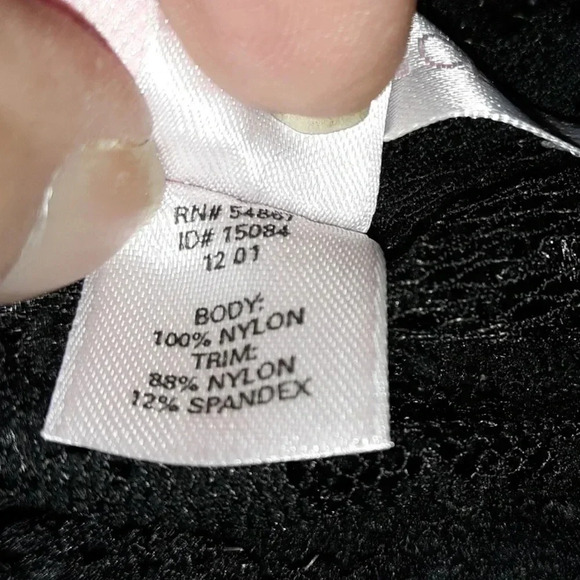 RN# 54867
ID# 15084
12 01
BODY:
100% NYLON
TRIM:
88% NYLON
12% SPANDEX